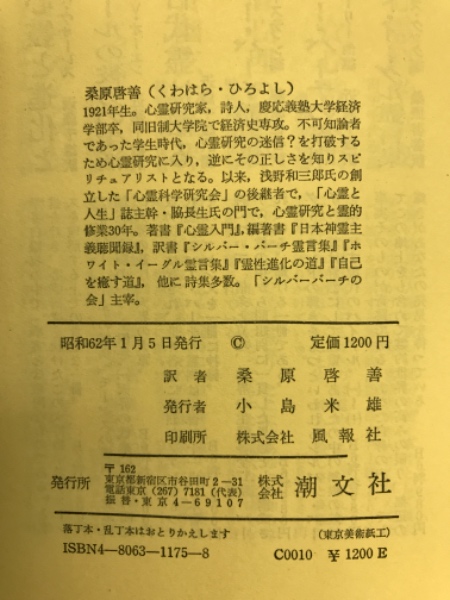 桑原啓善(くわはら・ひろよし)
1921年生。心霊研究家,詩人,慶応義塾大学経済
学部卒,同旧制大学院で経済史専攻。不可知論者
であった学生時代,心霊研究の迷信?を打破する
ため心霊研究に入り,逆にその正しさを知りスピ
リチュアリストとなる。以来,浅野和三郎氏の創
立した「心霊科学研究会」の後継者で,「心霊と
人生」誌主幹・脇長生氏の門で,心霊研究と霊的
修業30年。著書『心霊入門』,編著書『日本神霊主
義聴聞録』,訳書『シルバー・バーチ霊言集』『ホ
ワイト・イーグル霊言集』『霊性進化の道』『自己
を癒す道』,他に詩集多数。「シルバーバーチの
会」主宰。
昭和62年1月5日発行 © 定価1200円
訳者 桑原啓善
発行者 小島米雄
印刷所 株式会社 風報社
〒162
発行所 東京都新宿区市谷田町2―31 株式会社 潮文社
電話東京(267)7181(代表)
振替・東京4―69107
落丁本・乱丁本はおとりかえします (東京美術紙工)
ISBN4―8063―1175―8 C0010 ¥1200E